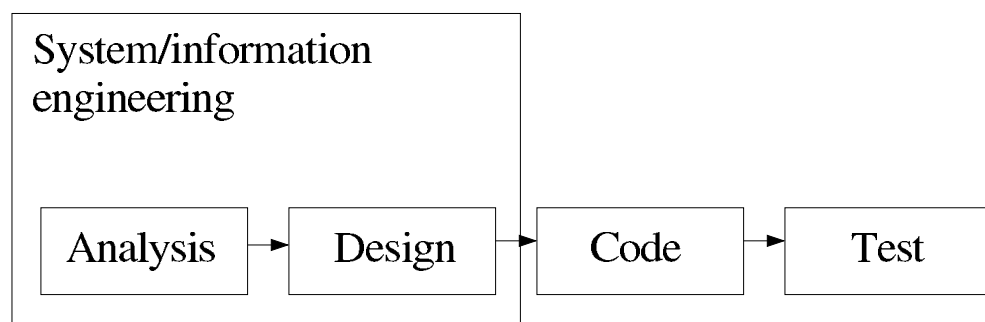 System/information
engineering
Analysis
Design
Code
Test